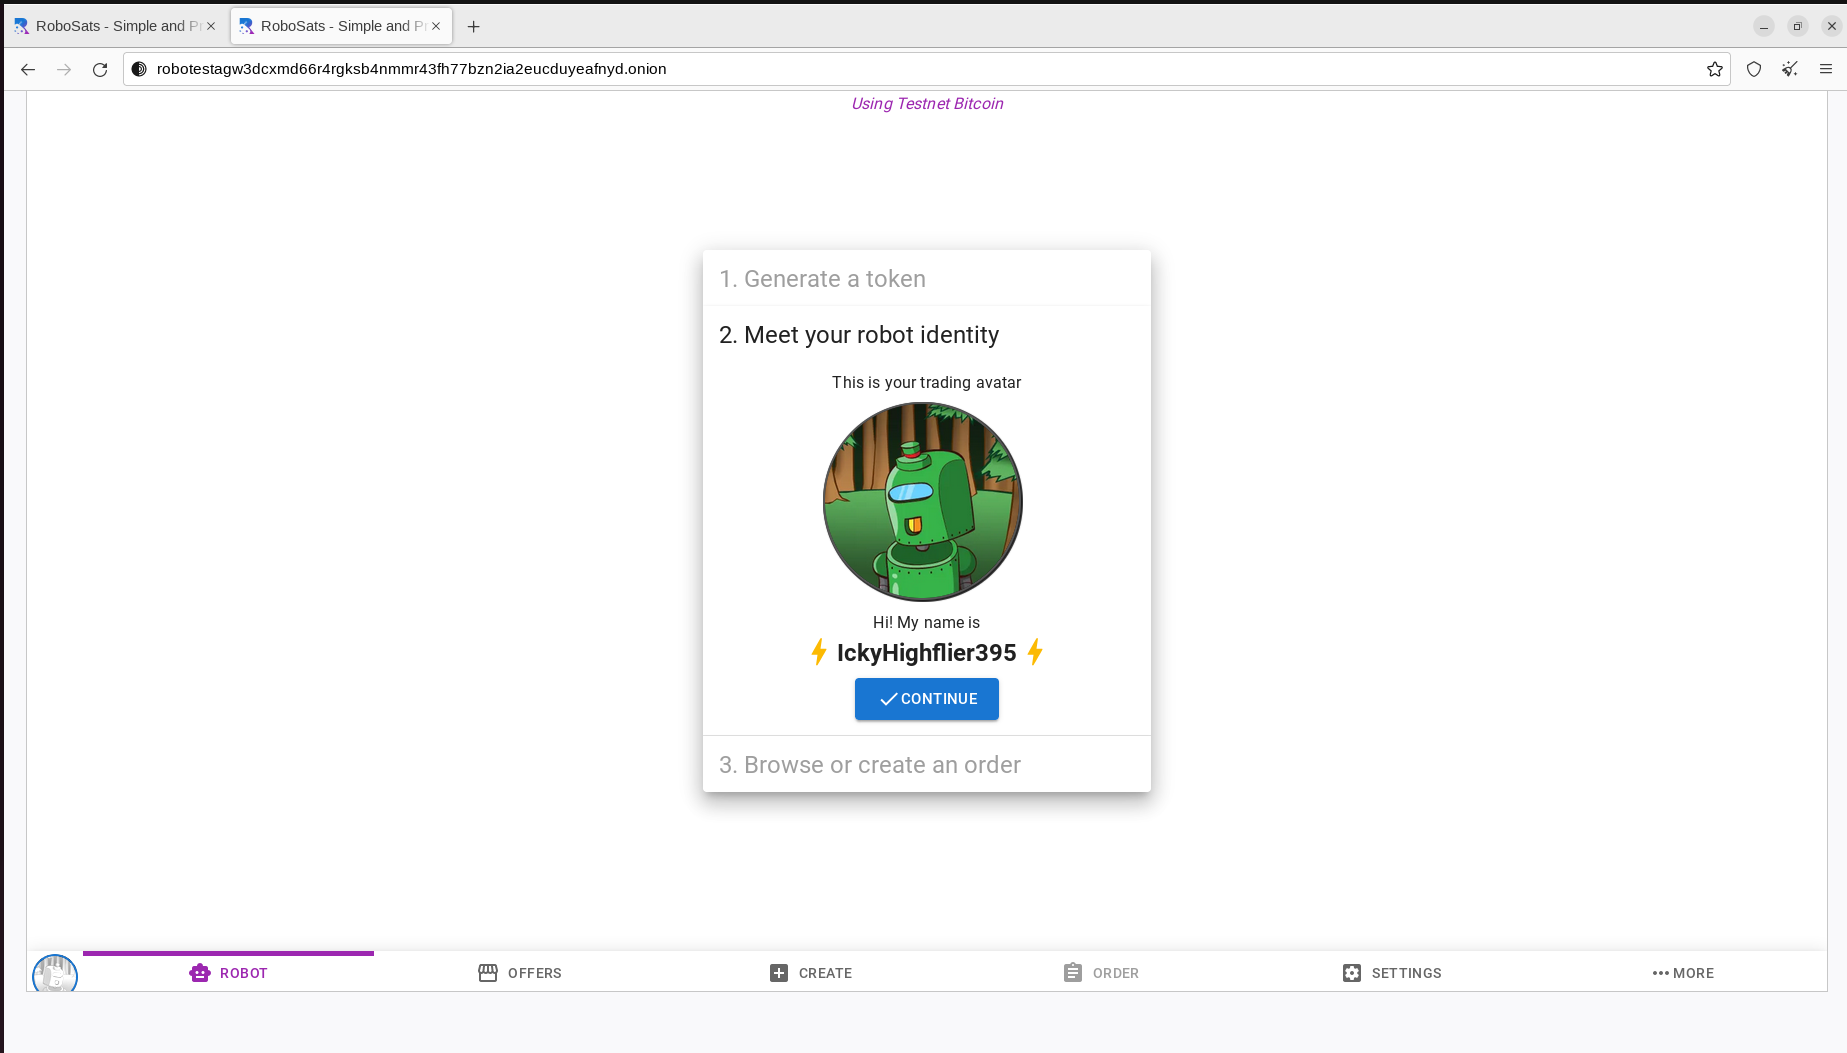 RoboSats - Simple and Pr
RoboSats - Simple and Pr
robotestagw3dcxmd66r4rgksb4nmmr43fh77bzn2ia2eucduyeafnyd.onion
Using Testnet Bitcoin
1. Generate a token
2. Meet your robot identity
This is your trading avatar
Hi! My name is
IckyHighflier395
CONTINUE
3. Browse or create an order
ROBOT
OFFERS
CREATE
ORDER
SETTINGS
MORE